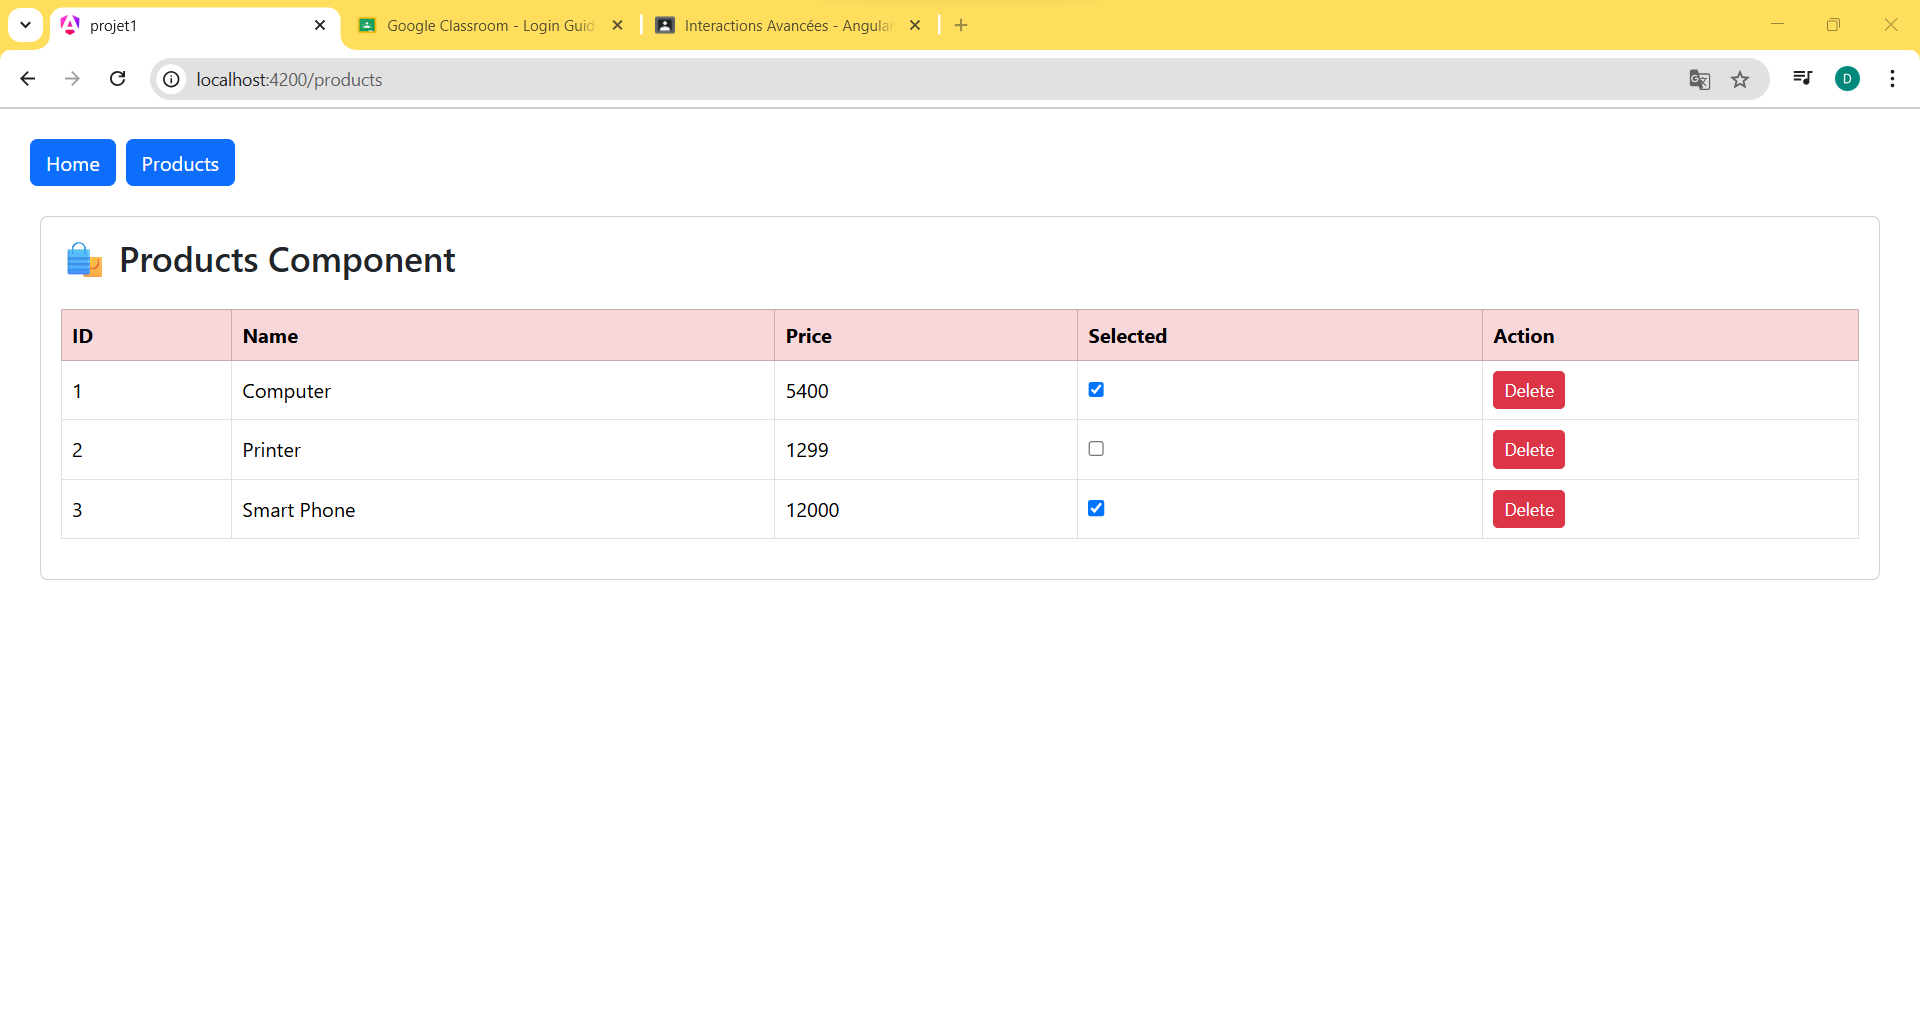 projet1
Google Classroom - Login Guid
Interactions Avancées - Angular
localhost:4200/products
D
Home Products
Products Component
ID Name Price Selected Action
1 Computer 5400 Delete
2 Printer 1299 Delete
3 Smart Phone 12000 Delete